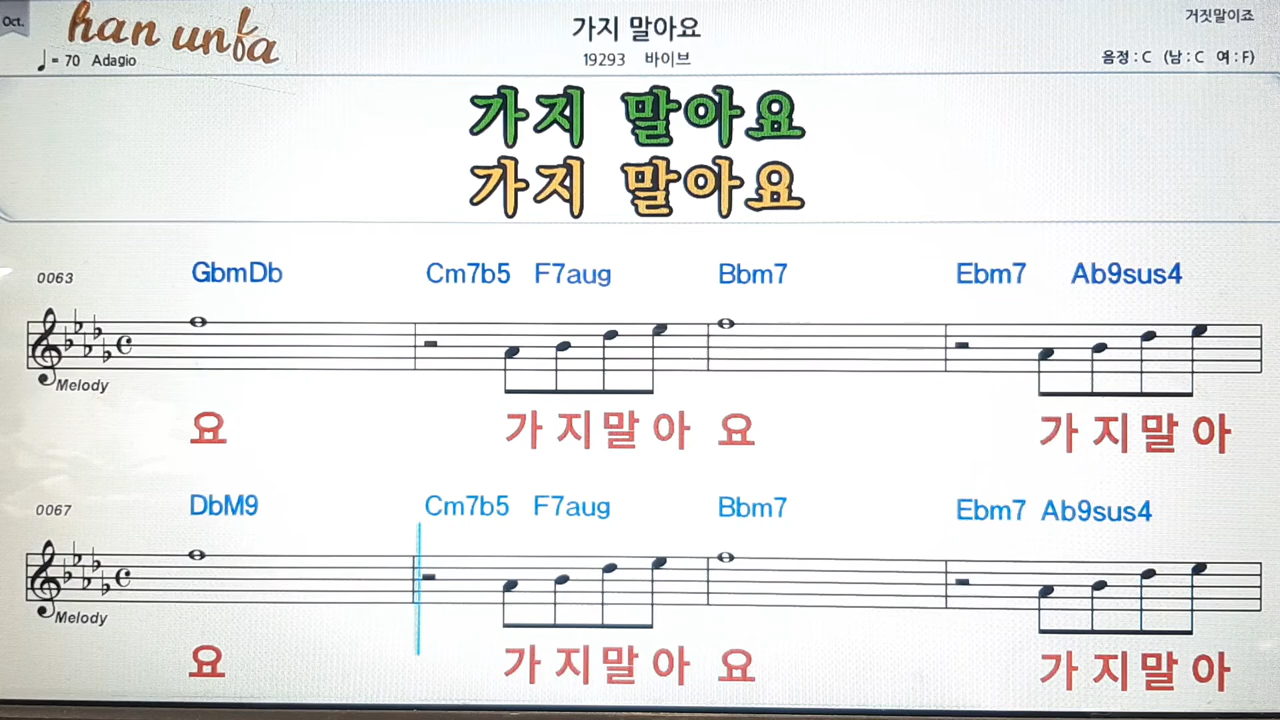 Oct.
han unfa
가지 말아요
거짓말이죠
♩ = 70 Adagio
19293 바이브
음정 : C (남 : C 여 : F)
가지 말아요
가지 말아요
0063 GbmDb Cm7b5 F7aug Bbm7 Ebm7 Ab9sus4
Melody
요 가 지 말 아 요 가 지 말 아
0067 DbM9 Cm7b5 F7aug Bbm7 Ebm7 Ab9sus4
Melody
요 가 지 말 아 요 가 지 말 아